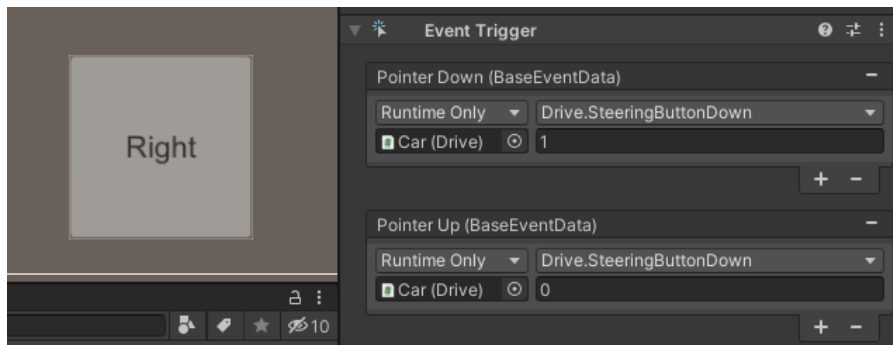 Right
10
Event Trigger
Pointer Down (BaseEventData)
Runtime Only Drive.SteeringButtonDown
Car (Drive) 1
Pointer Up (BaseEventData)
Runtime Only Drive.SteeringButtonDown
Car (Drive) 0